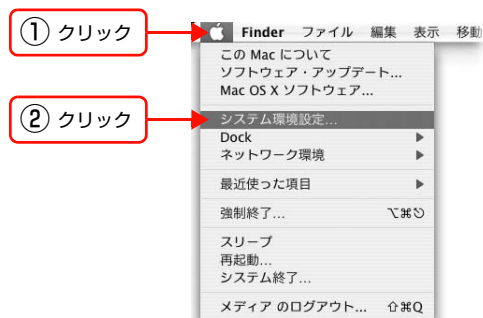 ① クリック
Finder ファイル 編集 表示 移動
この Mac について
ソフトウェア・アップデート...
Mac OS X ソフトウェア...
② クリック
システム環境設定...
Dock ▶
ネットワーク環境 ▶
最近使った項目 ▶
強制終了... ⌥⌘⎋
スリープ
再起動...
システム終了...
メディア のログアウト... ⇧⌘Q